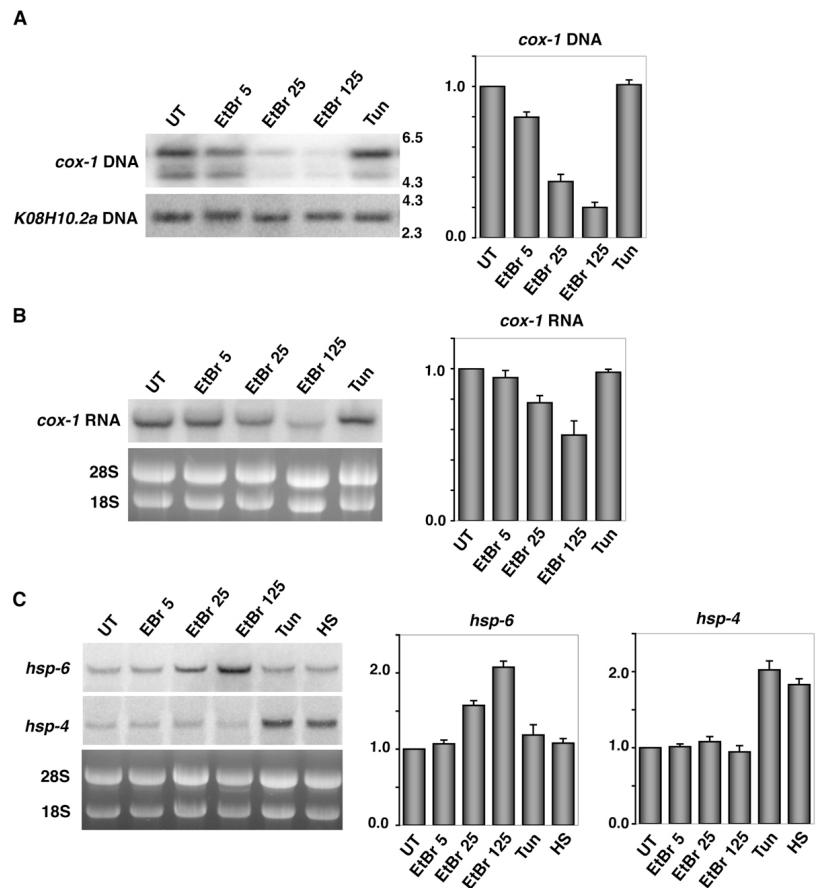 A
cox-1 DNA
UT EtBr 5 EtBr 25 EtBr 125 Tun
cox-1 DNA
6.5
4.3
K08H10.2a DNA
4.3
2.3
1.0
0.0
UT EtBr 5 EtBr 25 EtBr 125 Tun
B
cox-1 RNA
UT EtBr 5 EtBr 25 EtBr 125 Tun
cox-1 RNA
28S
18S
1.0
0.0
UT EtBr 5 EtBr 25 EtBr 125 Tun
C
UT EBr 5 EtBr 25 EtBr 125 Tun HS
hsp-6
hsp-4
28S
18S
hsp-6
2.0
1.0
0.0
UT EtBr 5 EtBr 25 EtBr 125 Tun HS
hsp-4
2.0
1.0
0.0
UT EtBr 5 EtBr 25 EtBr 125 Tun HS